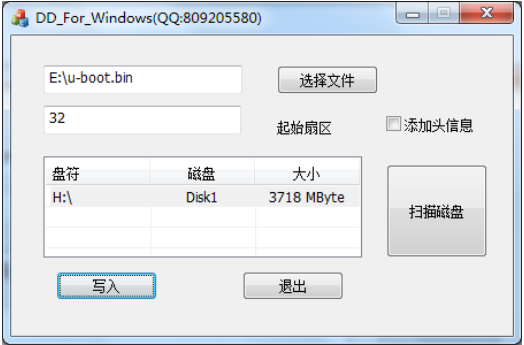 DD_For_Windows(QQ:809205580)
E:\u-boot.bin
选择文件
32
起始扇区
添加头信息
盘符 磁盘 大小
H:\ Disk1 3718 MByte
扫描磁盘
写入
退出